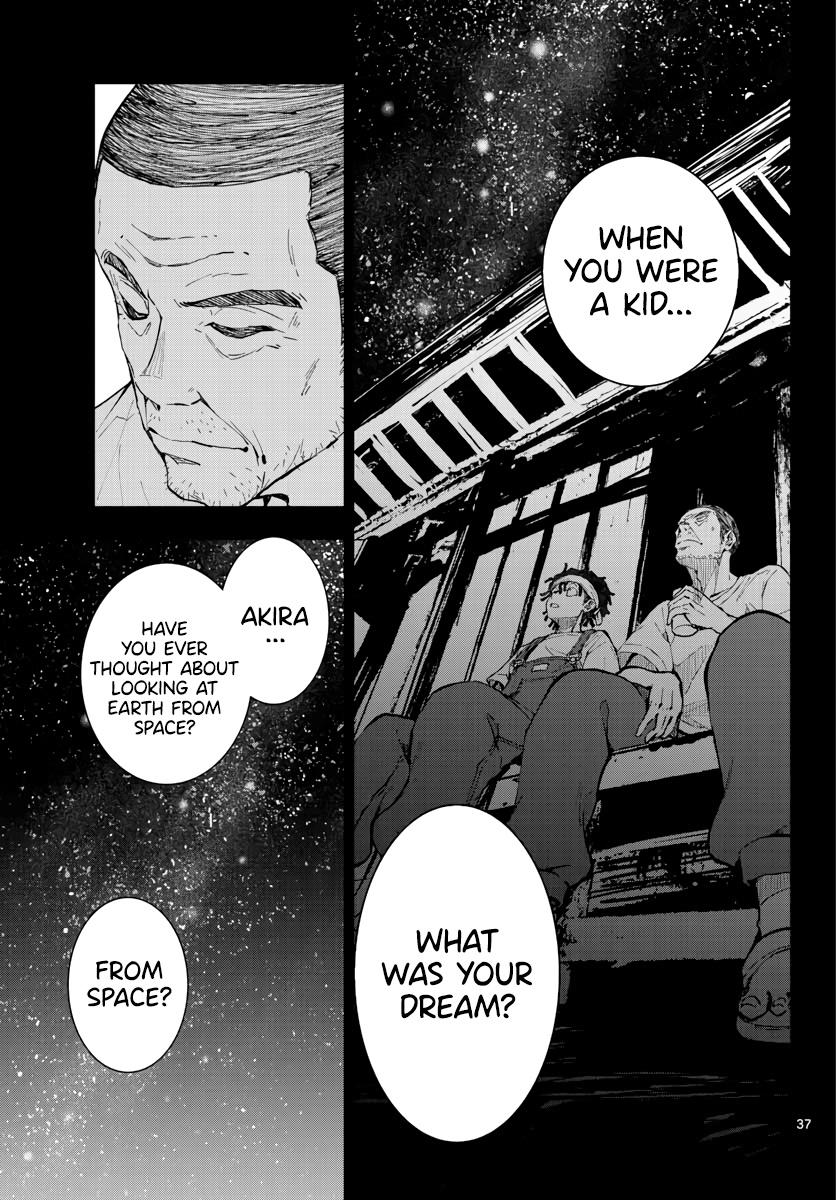 WHEN
YOU WERE
A KID...
WHAT
WAS YOUR
DREAM?
AKIRA
...
HAVE
YOU EVER
THOUGHT ABOUT
LOOKING AT
EARTH FROM
SPACE?
FROM
SPACE?
37